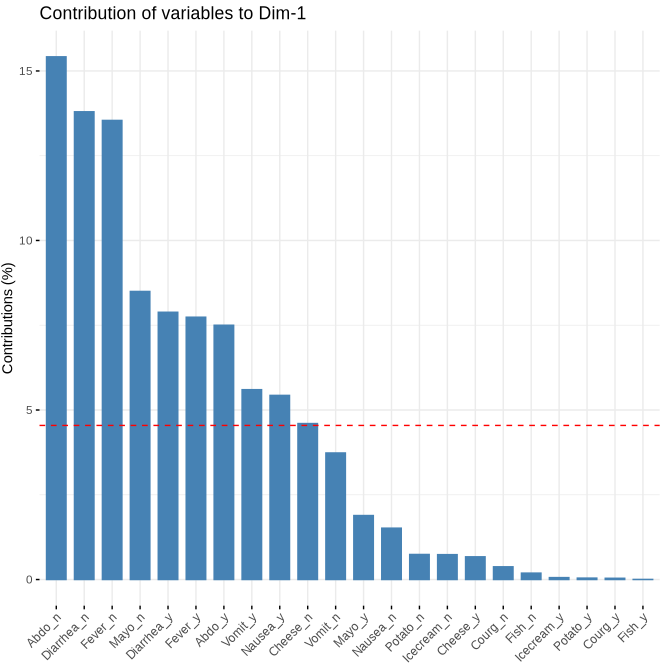 Contribution of variables to Dim-1
Contributions (%)
15
10
5
0
Abdo_n
Diarrhea_n
Fever_n
Mayo_n
Diarrhea_y
Fever_y
Abdo_y
Vomit_y
Nausea_y
Cheese_n
Vomit_n
Mayo_y
Nausea_n
Potato_n
Icecream_n
Cheese_y
Courg_n
Fish_n
Icecream_y
Potato_y
Courg_y
Fish_y